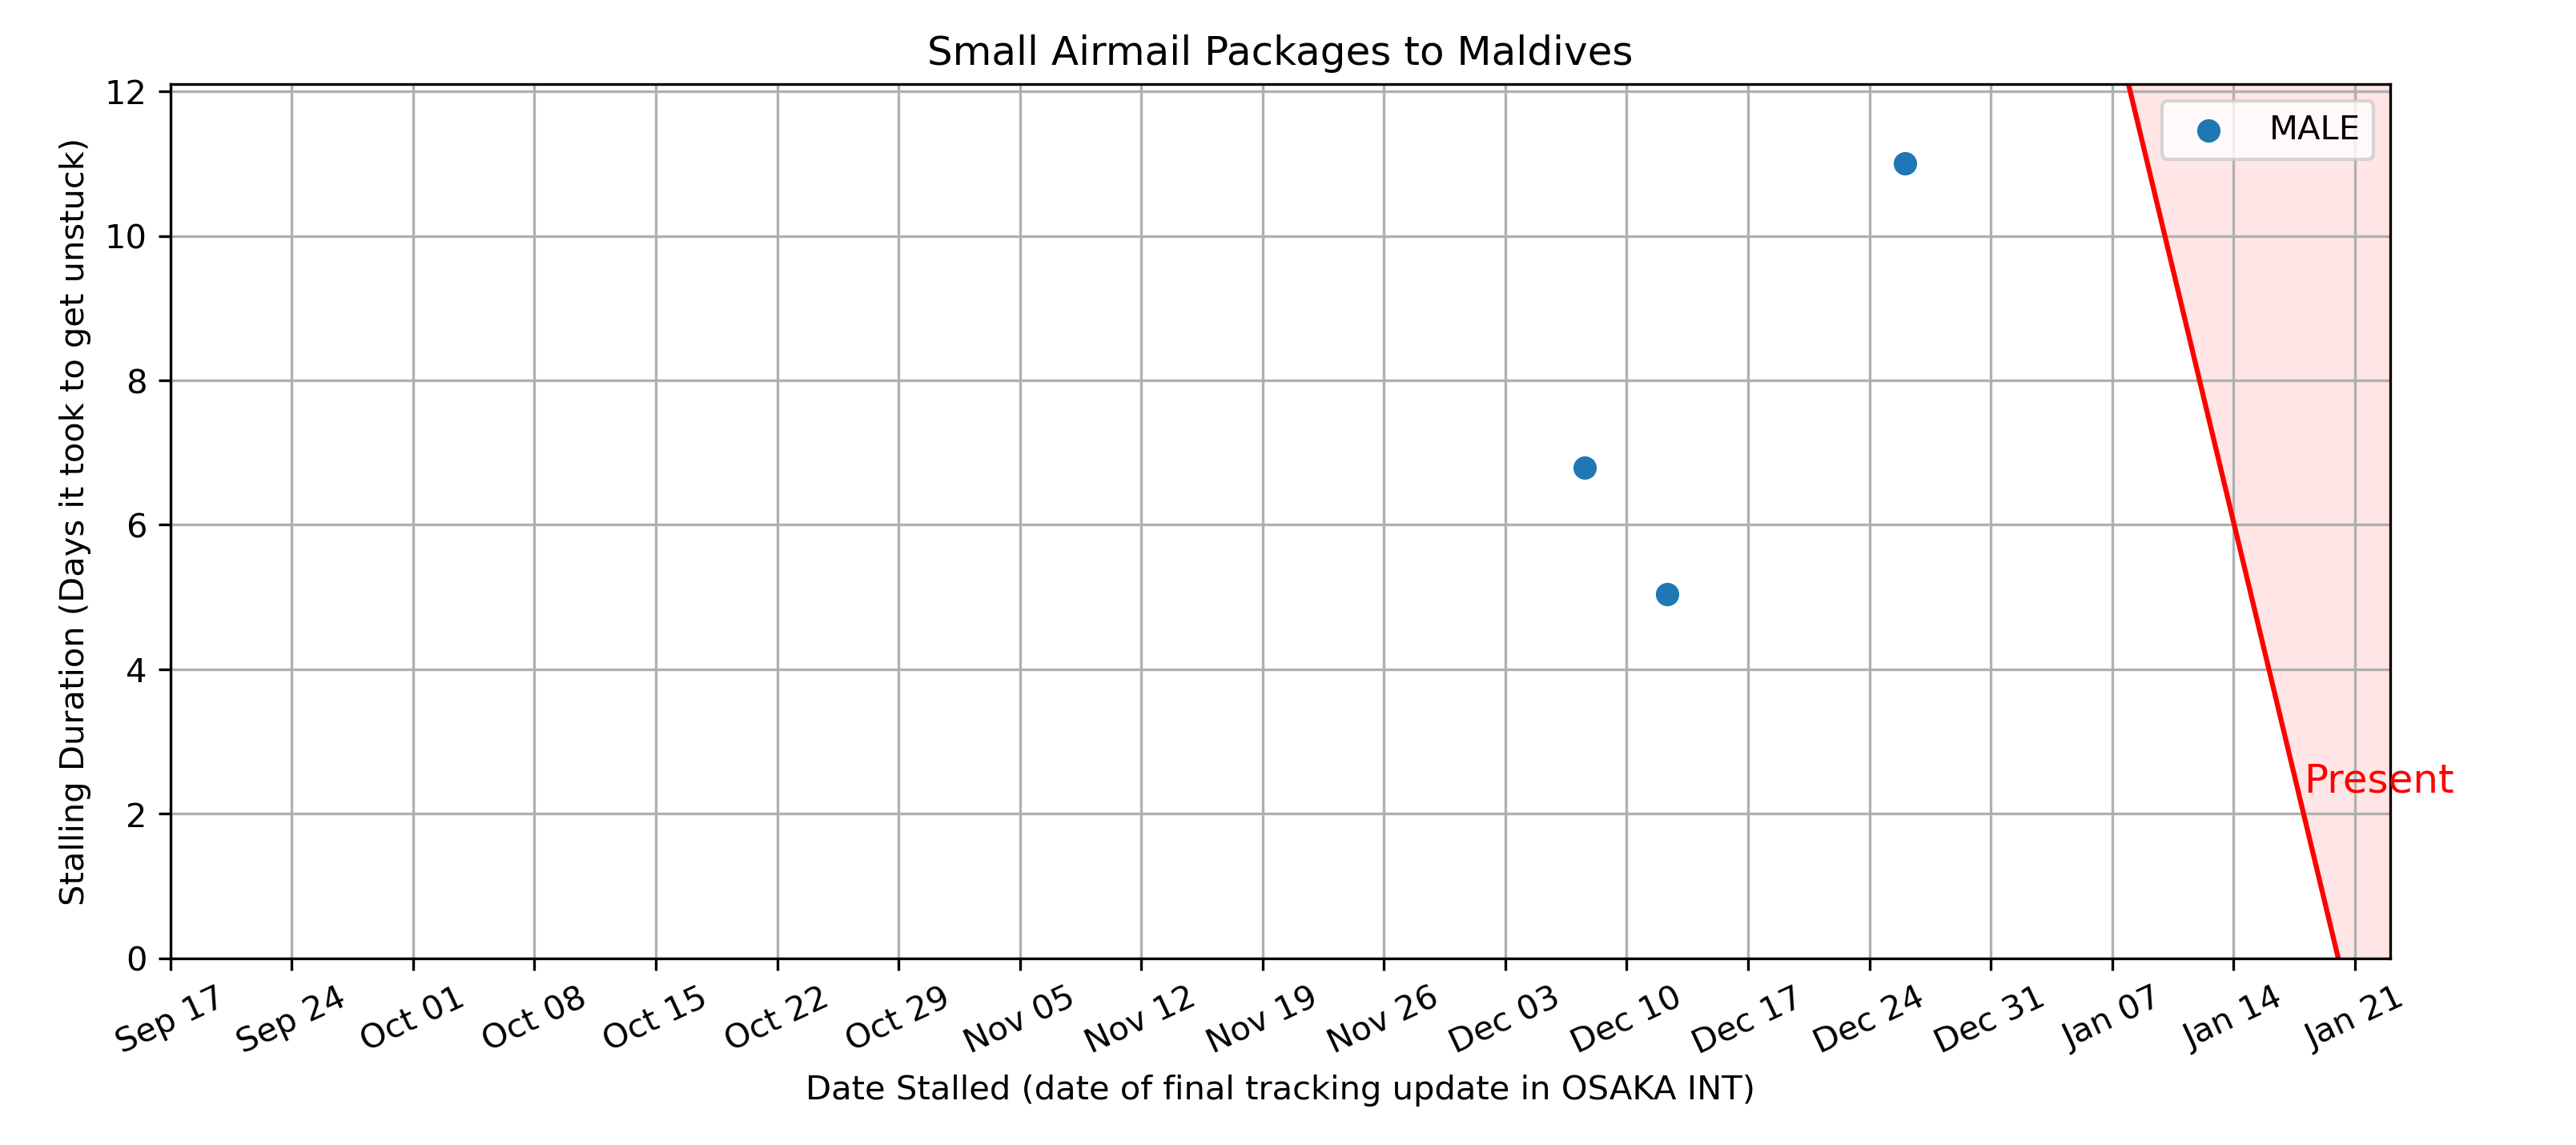 Small Airmail Packages to Maldives
12
10
8
6
4
2
0
Stalling Duration (Days it took to get unstuck)
MALE
Present
Sep 17 Sep 24 Oct 01 Oct 08 Oct 15 Oct 22 Oct 29 Nov 05 Nov 12 Nov 19 Nov 26 Dec 03 Dec 10 Dec 17 Dec 24 Dec 31 Jan 07 Jan 14 Jan 21
Date Stalled (date of final tracking update in OSAKA INT)